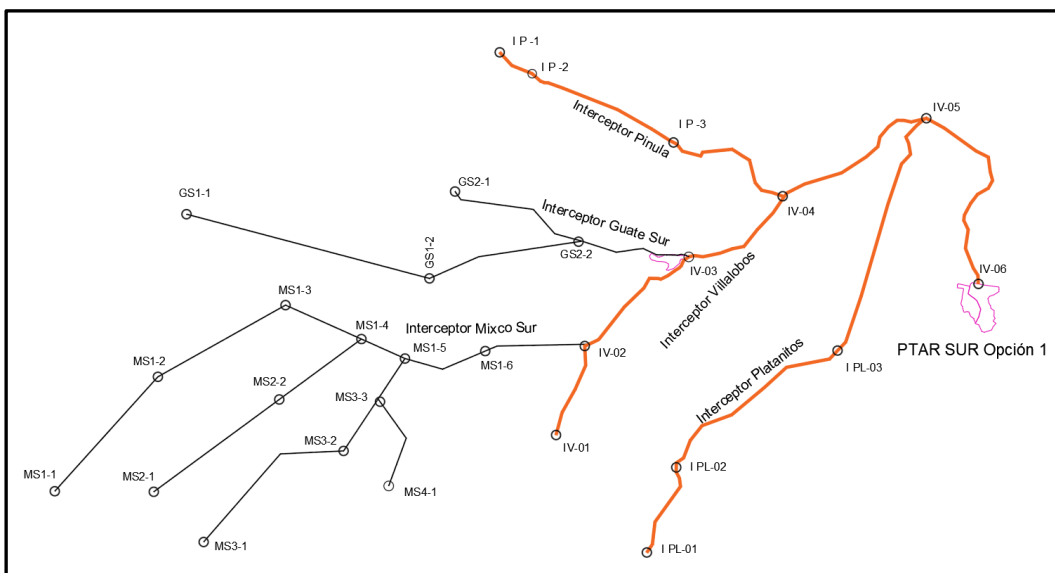 I P -1
I P -2
Interceptor Pinula
I P -3
IV-05
GS1-1
GS2-1
IV-04
Interceptor Guate Sur
GS1-2
GS2-2
IV-03
IV-06
Interceptor Villalobos
MS1-3
MS1-4
Interceptor Mixco Sur
MS1-5
MS1-6
IV-02
PTAR SUR Opción 1
MS1-2
MS2-2
I PL-03
Interceptor Platanitos
MS3-3
MS3-2
IV-01
MS1-1
MS2-1
MS4-1
I PL-02
MS3-1
I PL-01